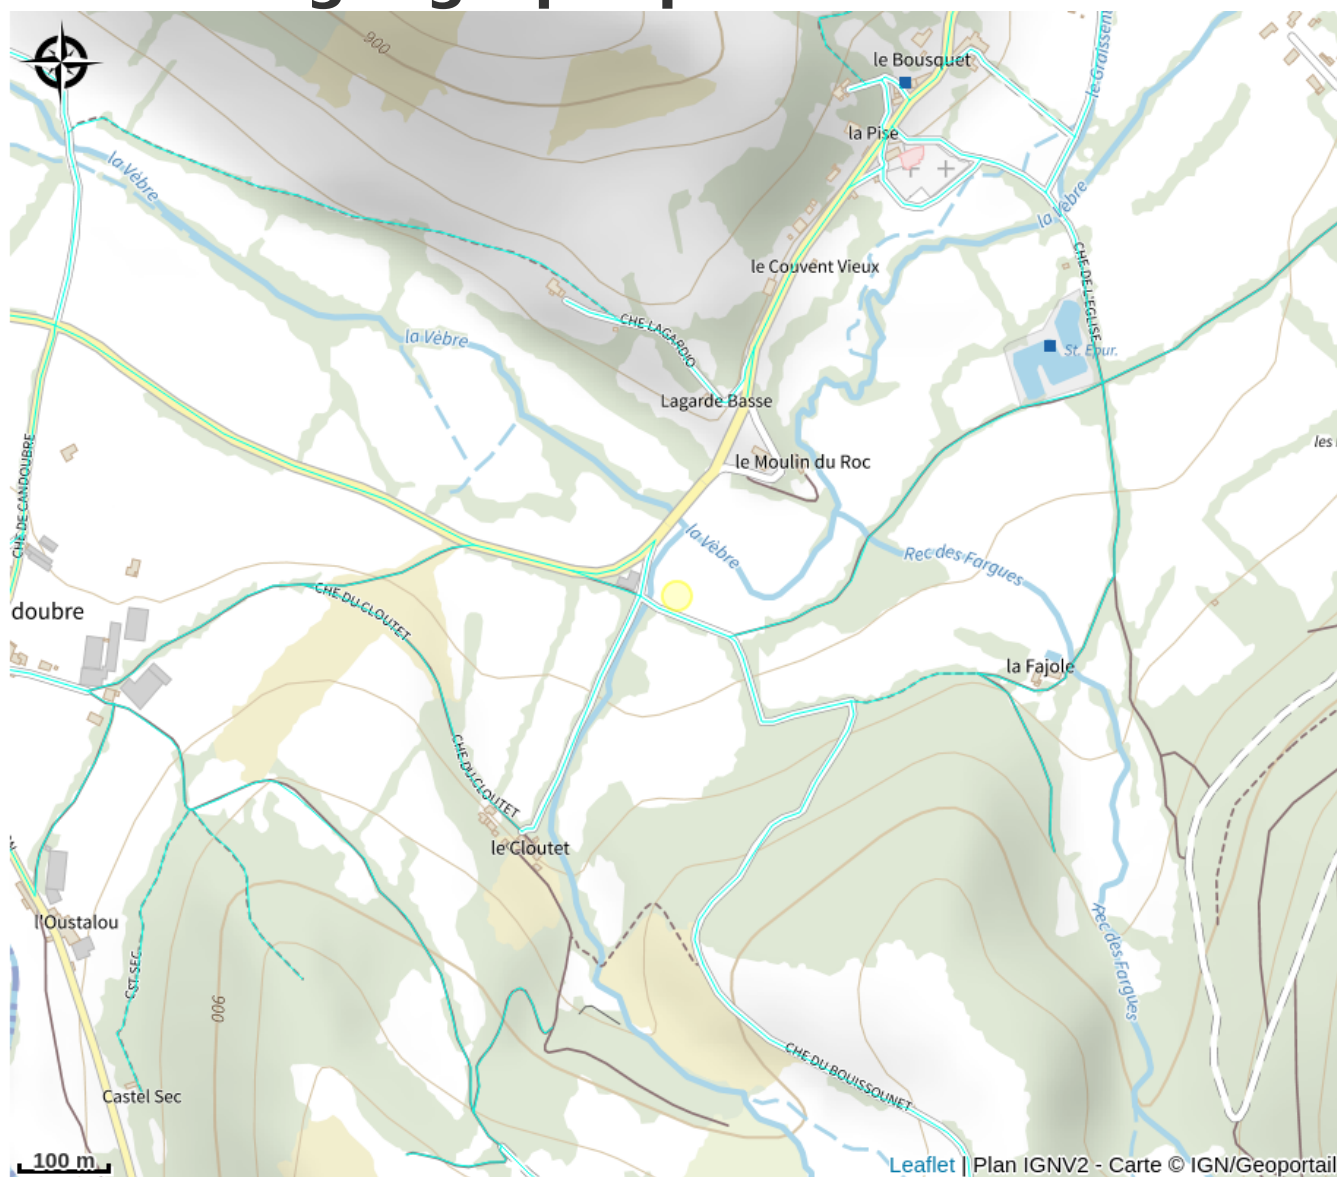 900
le Bousquet
le Graissen
la Pise
la Vèbre
la Vèbre
le Couvent Vieux
CHE DE L'EGLISE
CHE LAGARDIO
la Vèbre
St. Epur.
Lagarde Basse
les
le Moulin du Roc
CHE DE CANDOUBRE
la Vèbre
Rec des Fargues
doubre
CHE DU CLOUTET
la Fajole
CHE DU CLOUTET
le Cloutet
l'Oustalou
CST SEC
900
Rec des Fargues
CHE DU BOUISSOUNET
Castel Sec
100 m
Leaflet | Plan IGNV2 - Carte © IGN/Geoportail